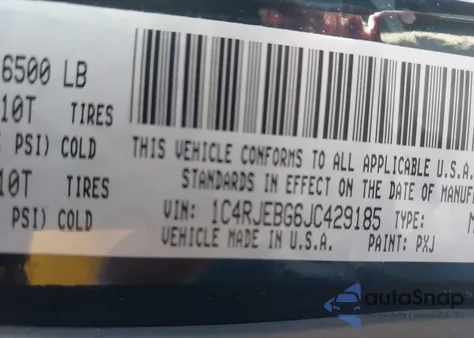 6500 LB
10T TIRES
PSI) COLD
10T TIRES
PSI) COLD
THIS VEHICLE CONFORMS TO ALL APPLICABLE U.S.A.
STANDARDS IN EFFECT ON THE DATE OF MANUF
VIN: 1C4RJEBG6JC429185 TYPE:
VEHICLE MADE IN U.S.A. PAINT: PXJ
autoSnap